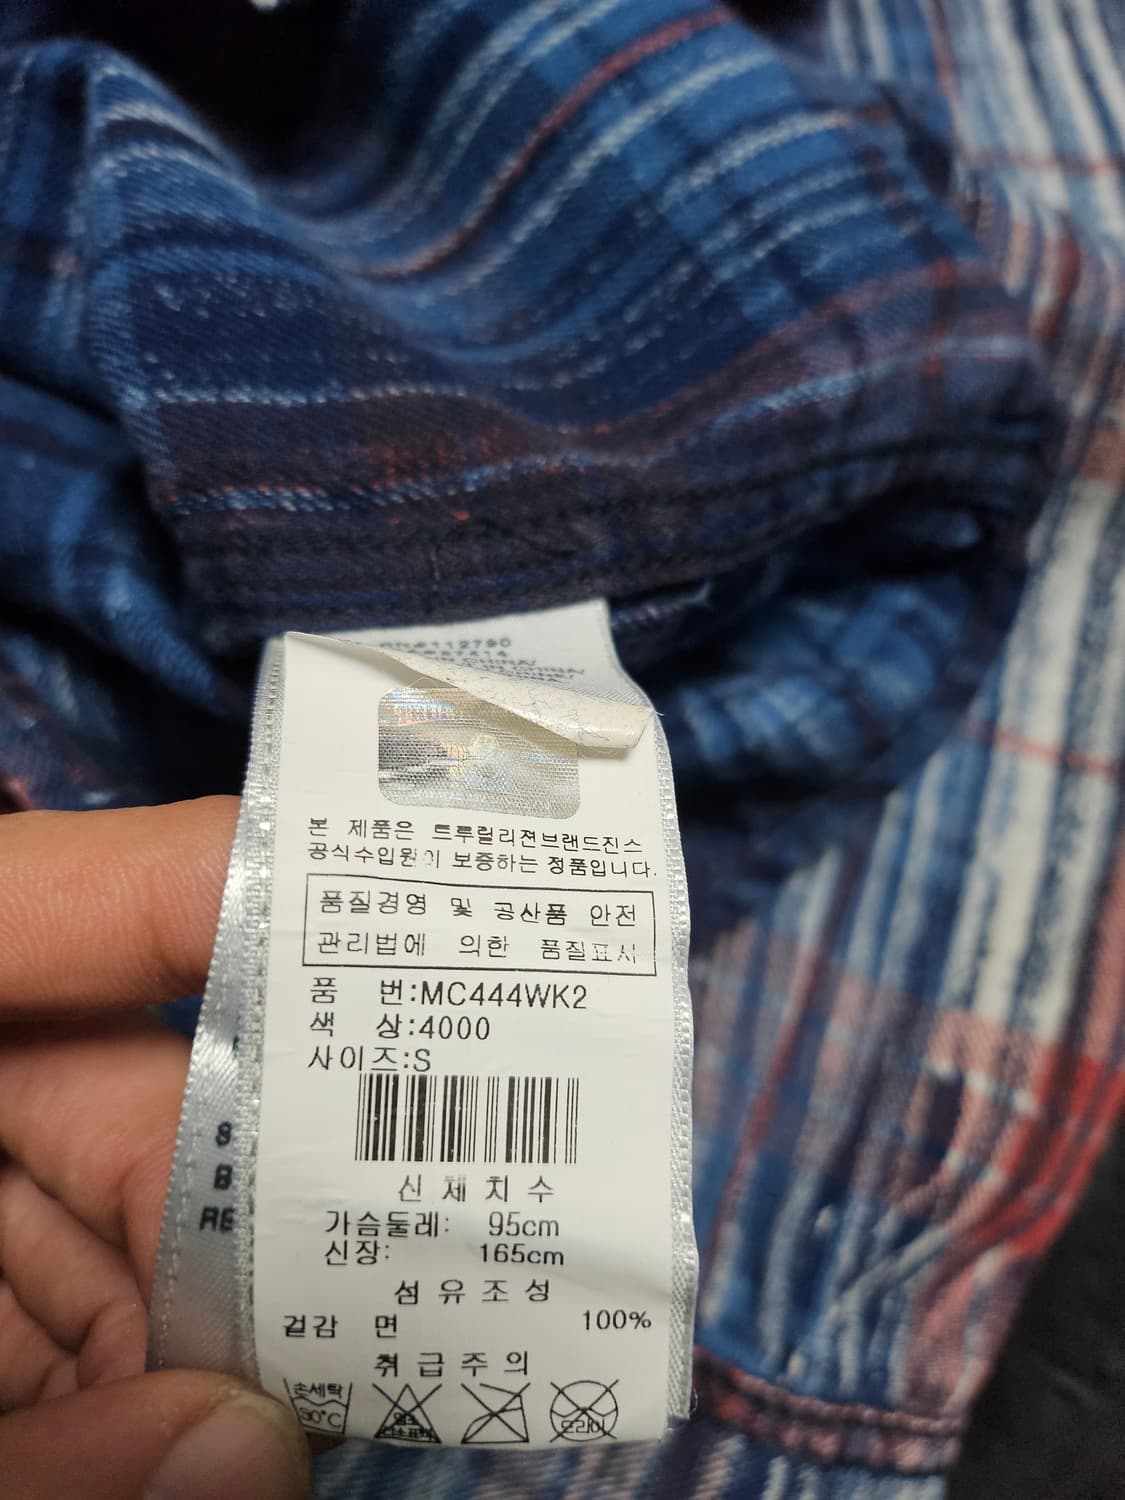 본 제품은 트루릴리젼브랜드진스
공식수입원이 보증하는 정품입니다.
품질경영 및 공산품 안전
관리법에 의한 품질표시
품 번:MC444WK2
색 상:4000
사이즈:S
신체치수
가슴둘레: 95cm
신장: 165cm
섬유조성
겉감 면 100%
취급주의
손세탁
30°C
드라이